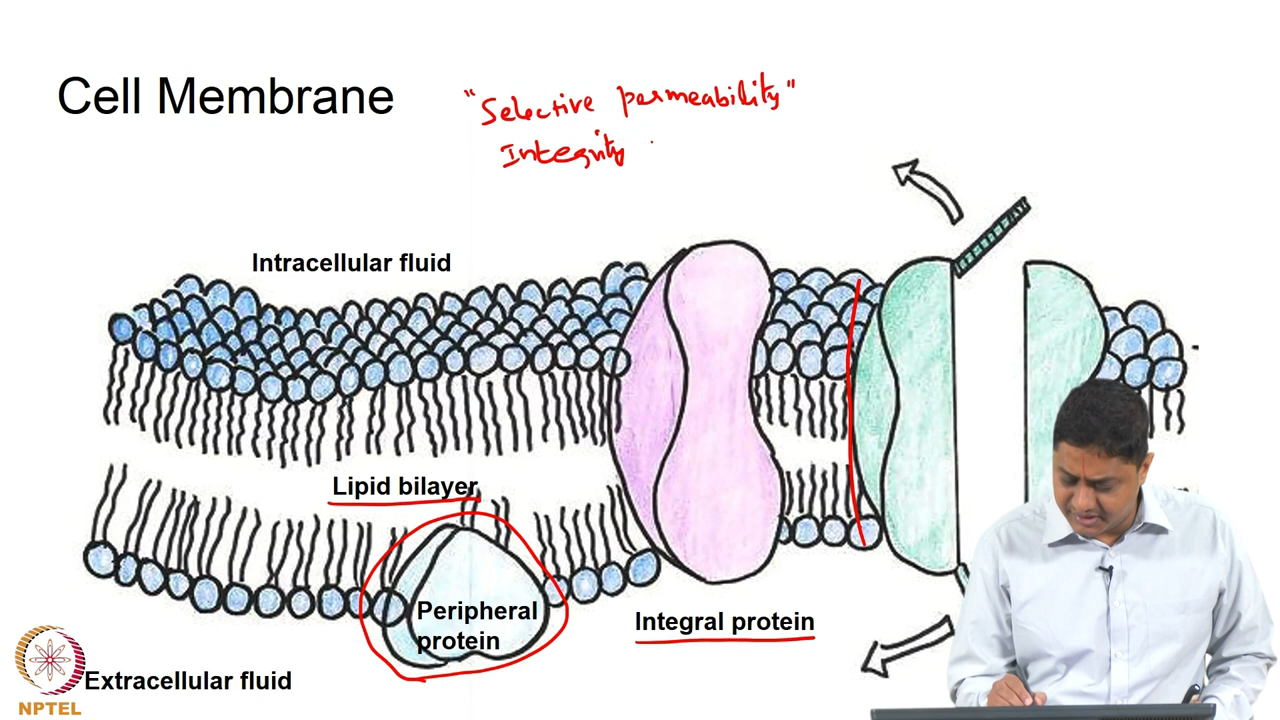 Cell Membrane
"Selective permeability"
Integrity
Intracellular fluid
Lipid bilayer
Peripheral
protein
Integral protein
Extracellular fluid
NPTEL